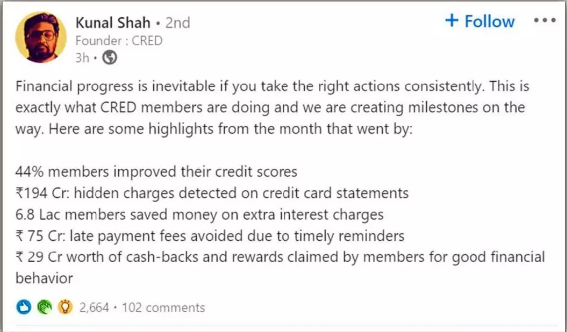 Kunal Shah • 2nd
+ Follow •••
Founder : CRED
3h •
Financial progress is inevitable if you take the right actions consistently. This is
exactly what CRED members are doing and we are creating milestones on the
way. Here are some highlights from the month that went by:
44% members improved their credit scores
₹194 Cr: hidden charges detected on credit card statements
6.8 Lac members saved money on extra interest charges
₹ 75 Cr: late payment fees avoided due to timely reminders
₹ 29 Cr worth of cash-backs and rewards claimed by members for good financial
behavior
2,664 • 102 comments